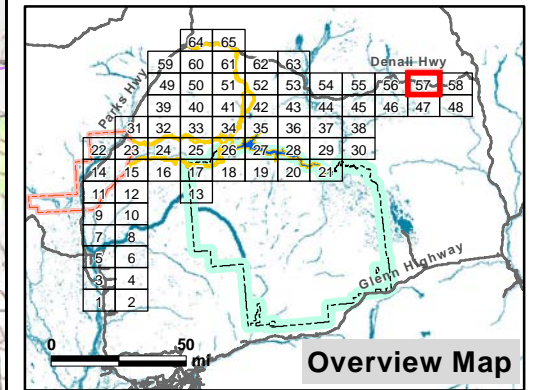 64 65
59 60 61 62 63
Denali Hwy
Parks Hwy
49 50 51 52 53 54 55 56 57 58
39 40 41 42 43 44 45 46 47 48
31 32 33 34 35 36 37 38
22 23 24 25 26 27 28 29 30
14 15 16 17 18 19 20 21
11 12 13
9 10
7 8
5 6
3 4
1 2
Glenn Highway
0 50
mi
Overview Map